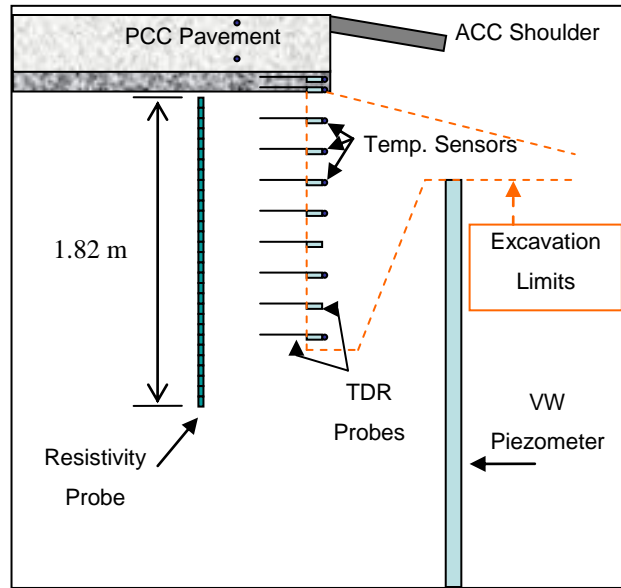 PCC Pavement
ACC Shoulder
Temp. Sensors
1.82 m
Excavation
Limits
TDR
Probes
VW
Piezometer
Resistivity
Probe